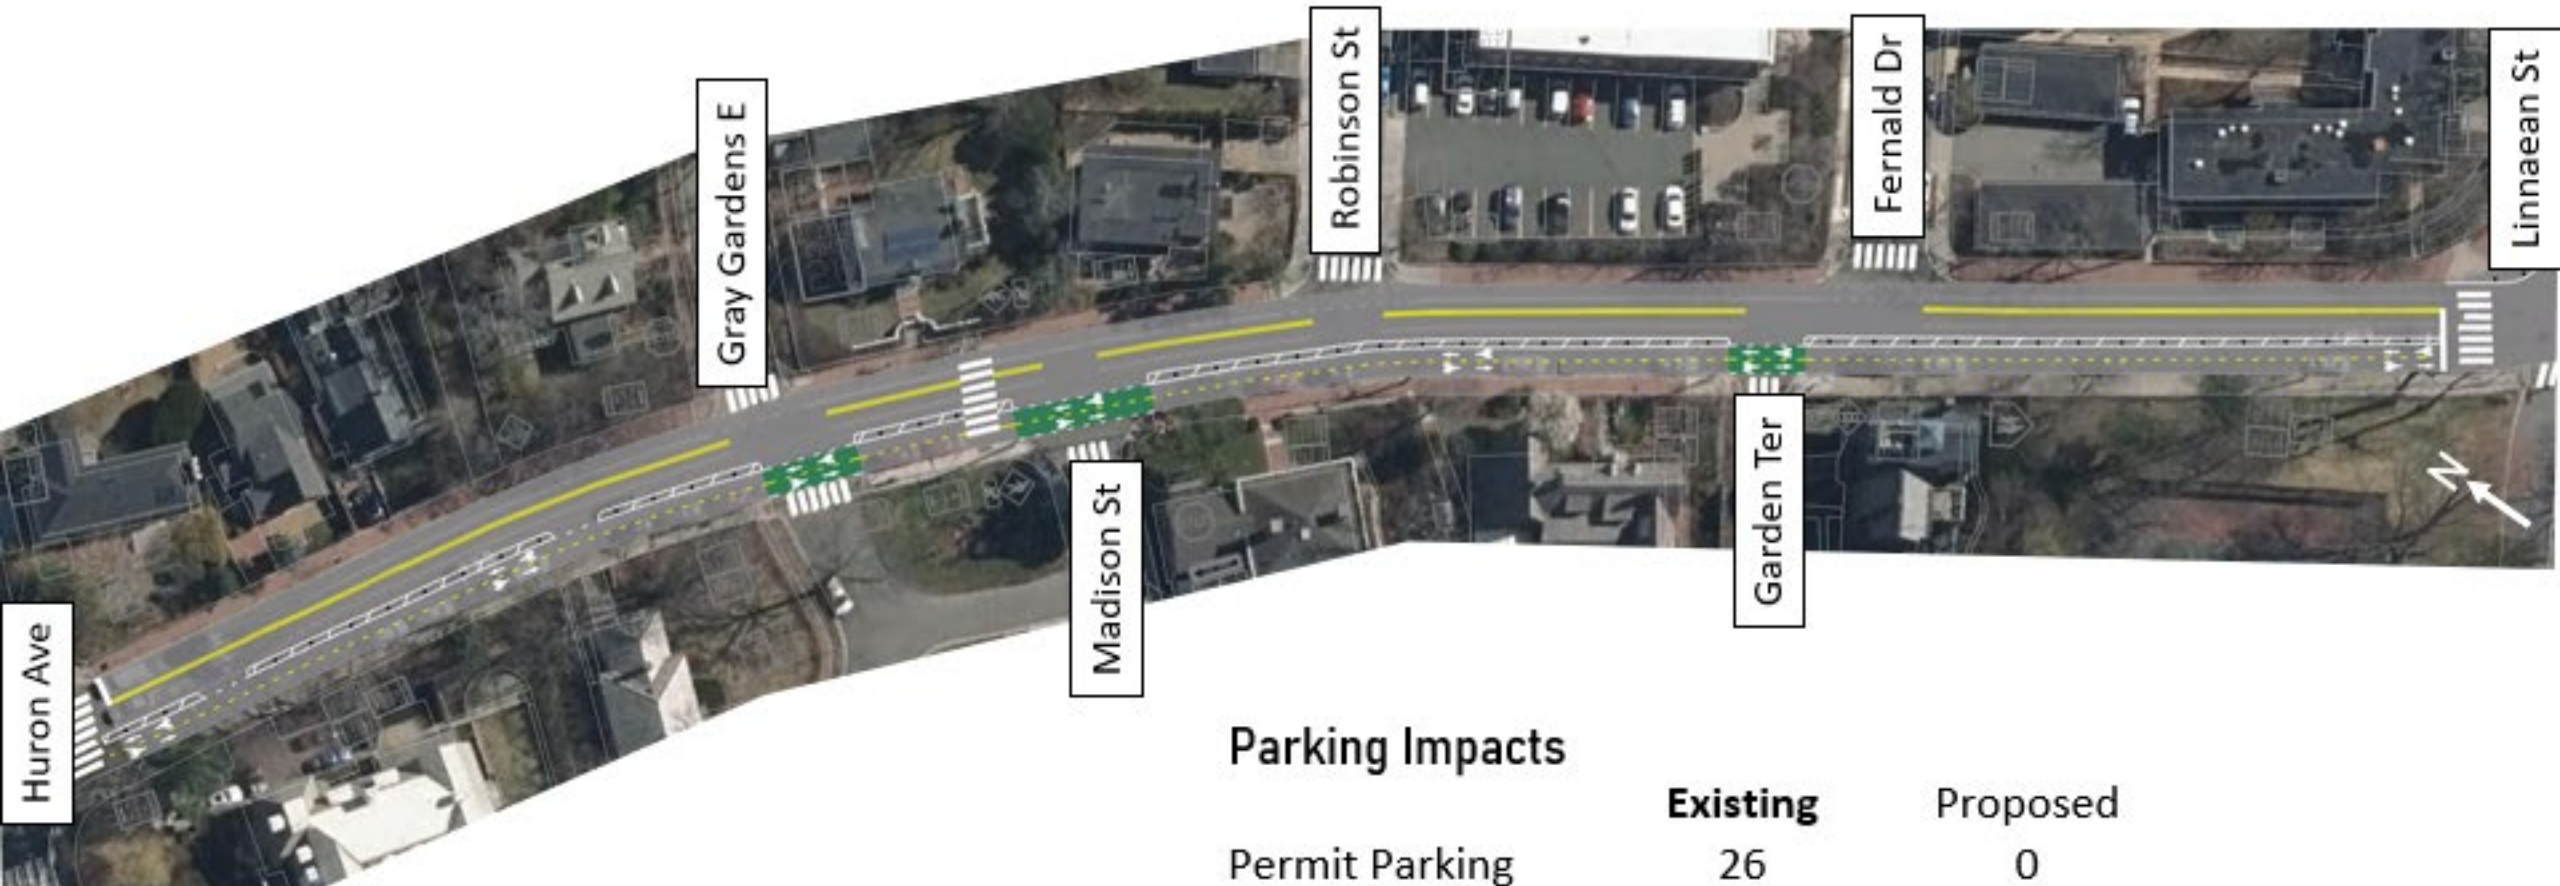 Huron Ave
Gray Gardens E
Madison St
Robinson St
Garden Ter
Fernald Dr
Linnaean St
N
Parking Impacts
Existing Proposed
Permit Parking 26 0